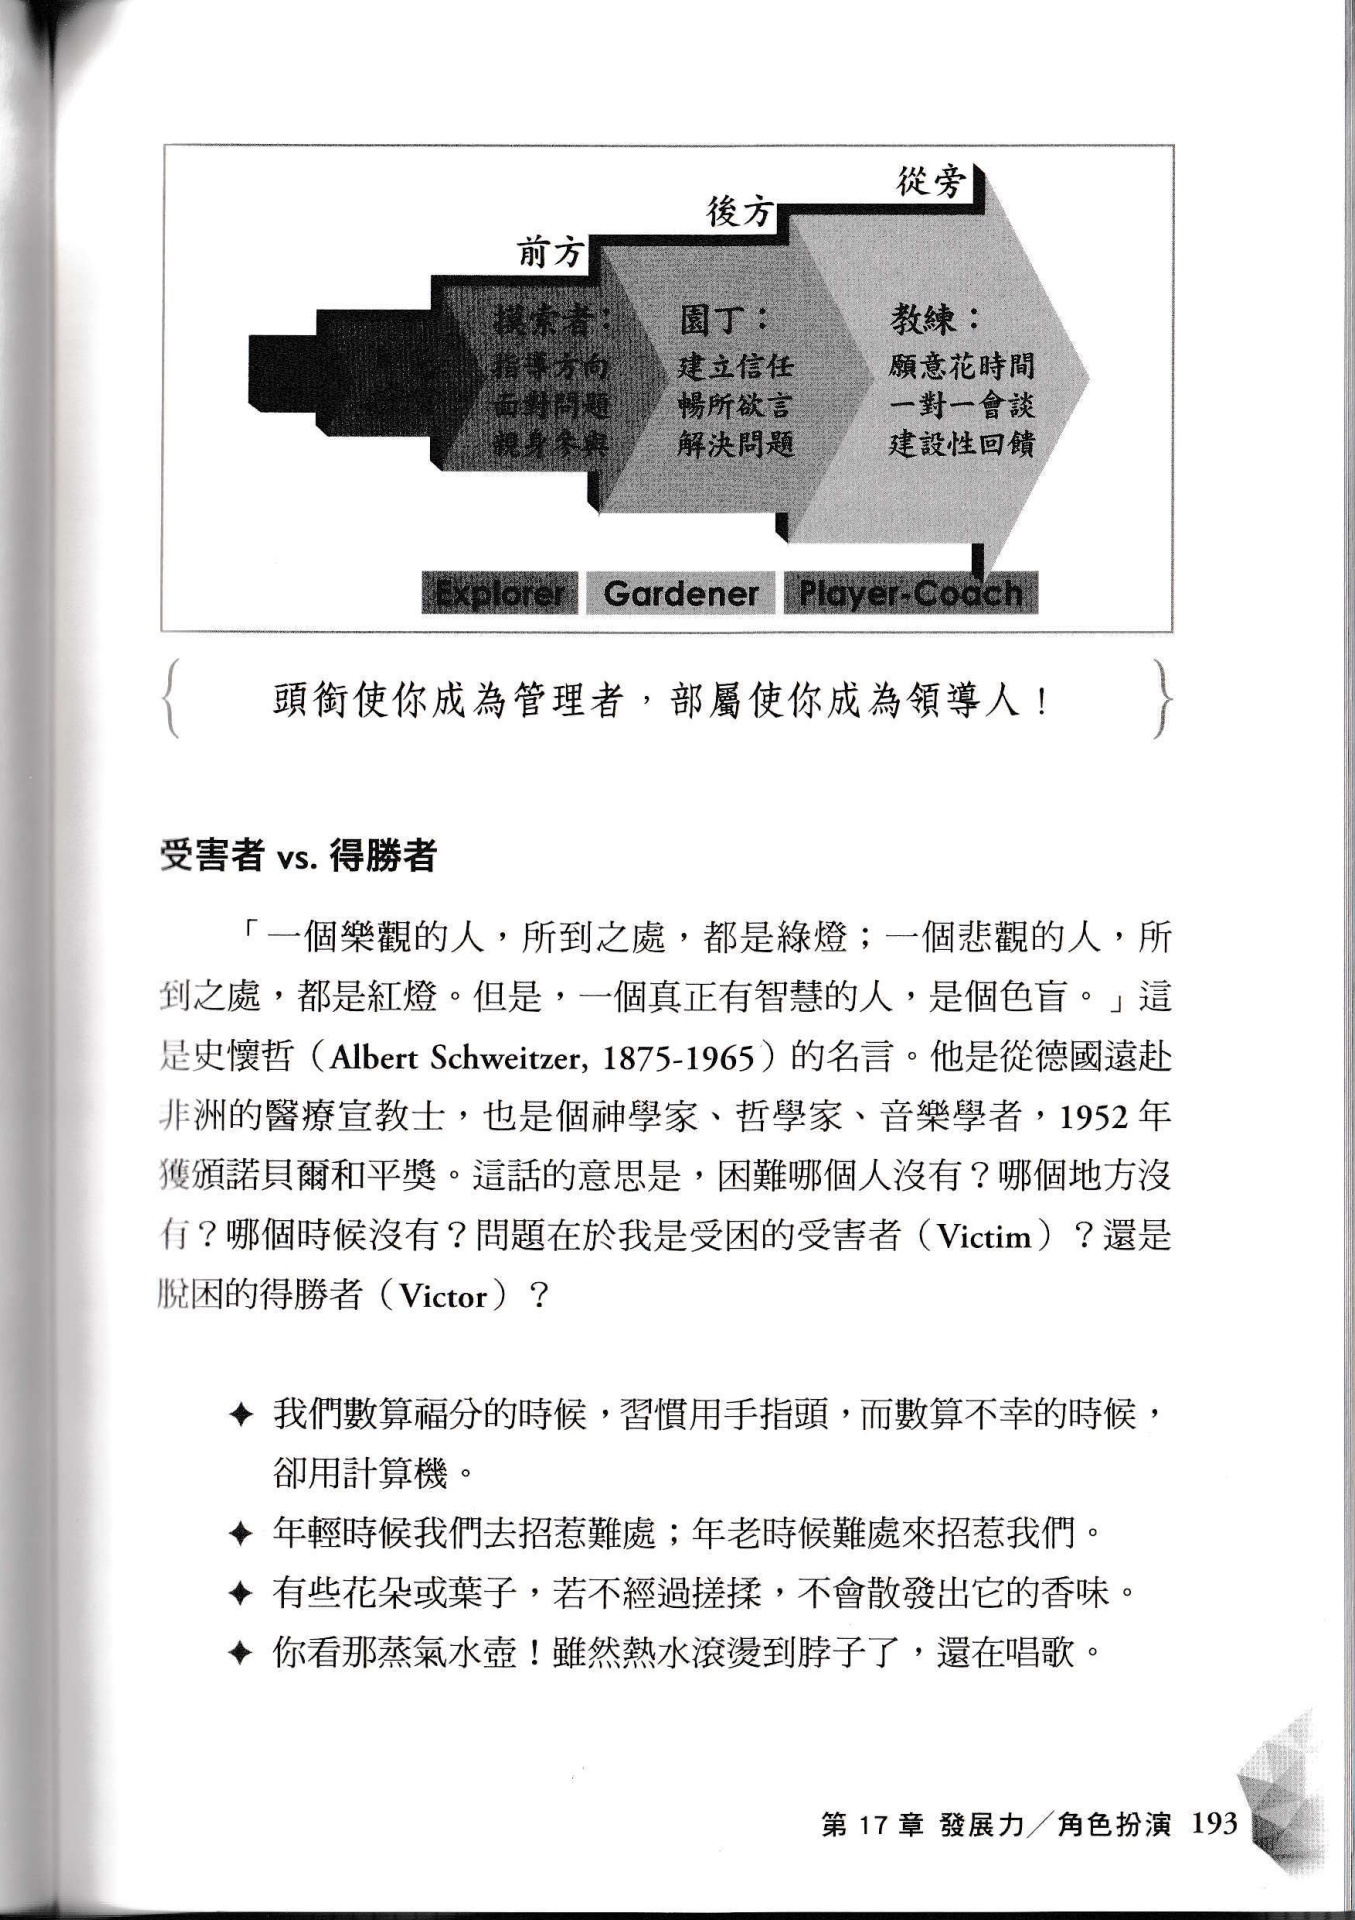 從旁
後方
前方
摸索者：
園丁：
教練：
指導方向
建立信任
願意花時間
面對問題
暢所欲言
一對一會談
親身參與
解決問題
建設性回饋
Explorer
Gardener
Player-Coach
頭銜使你成為管理者，部屬使你成為領導人！
受害者 vs. 得勝者
「一個樂觀的人，所到之處，都是綠燈；一個悲觀的人，所
到之處，都是紅燈。但是，一個真正有智慧的人，是個色盲。」這
是史懷哲（Albert Schweitzer, 1875-1965）的名言。他是從德國遠赴
非洲的醫療宣教士，也是個神學家、哲學家、音樂學者，1952 年
獲頒諾貝爾和平獎。這話的意思是，困難哪個人沒有？哪個地方沒
有？哪個時候沒有？問題在於我是受困的受害者（Victim）？還是
脫困的得勝者（Victor）？
✦ 我們數算福分的時候，習慣用手指頭，而數算不幸的時候，
卻用計算機。
✦ 年輕時候我們去招惹難處；年老時候難處來招惹我們。
✦ 有些花朵或葉子，若不經過搓揉，不會散發出它的香味。
✦ 你看那蒸氣水壺！雖然熱水滾燙到脖子了，還在唱歌。
第 17 章 發展力／角色扮演 193